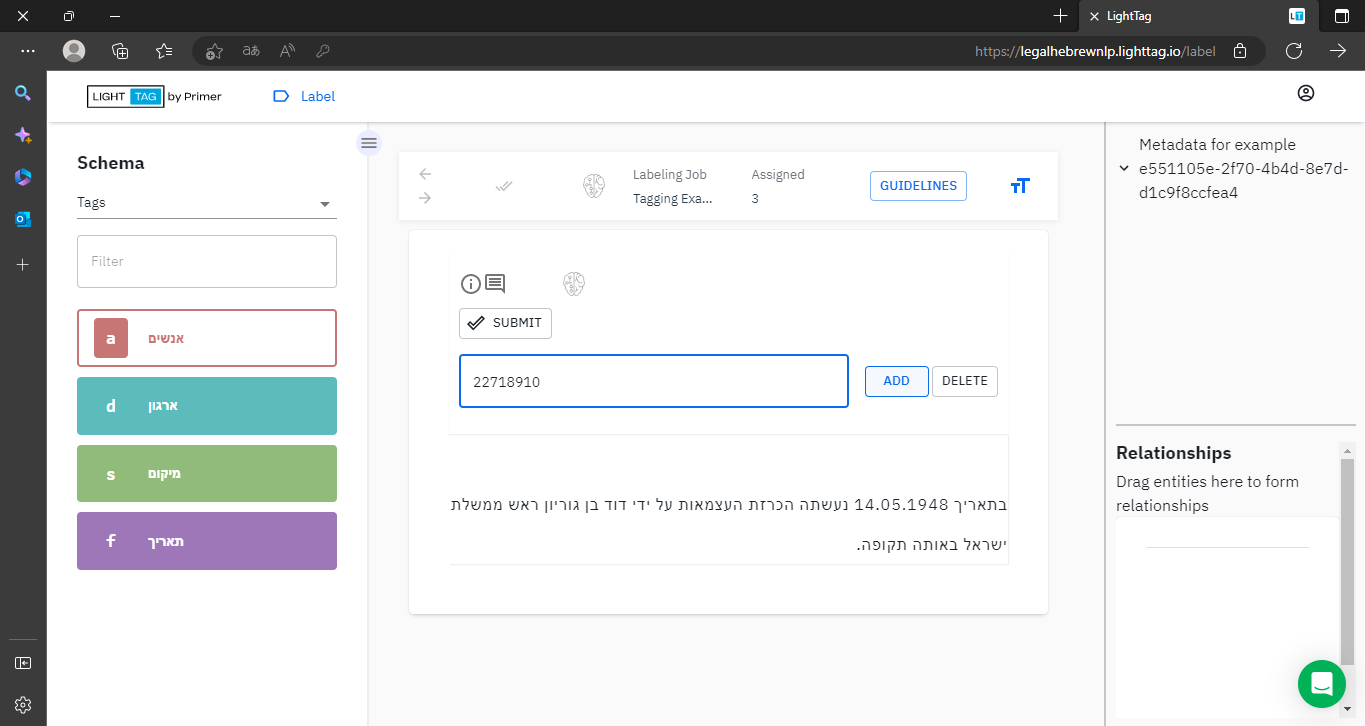 LightTag
https://legalhebrewnlp.lighttag.io/label
LIGHT TAG by Primer
Label
Schema
Tags
Filter
a אנשים
d ארגון
s מיקום
f תאריך
Labeling Job
Tagging Exa...
Assigned
3
GUIDELINES
SUBMIT
22718910
ADD
DELETE
בתאריך 14.05.1948 נעשתה הכרזת העצמאות על ידי דוד בן גוריון ראש ממשלת
ישראל באותה תקופה.
Metadata for example
e551105e-2f70-4b4d-8e7d-
d1c9f8ccfea4
Relationships
Drag entities here to form
relationships